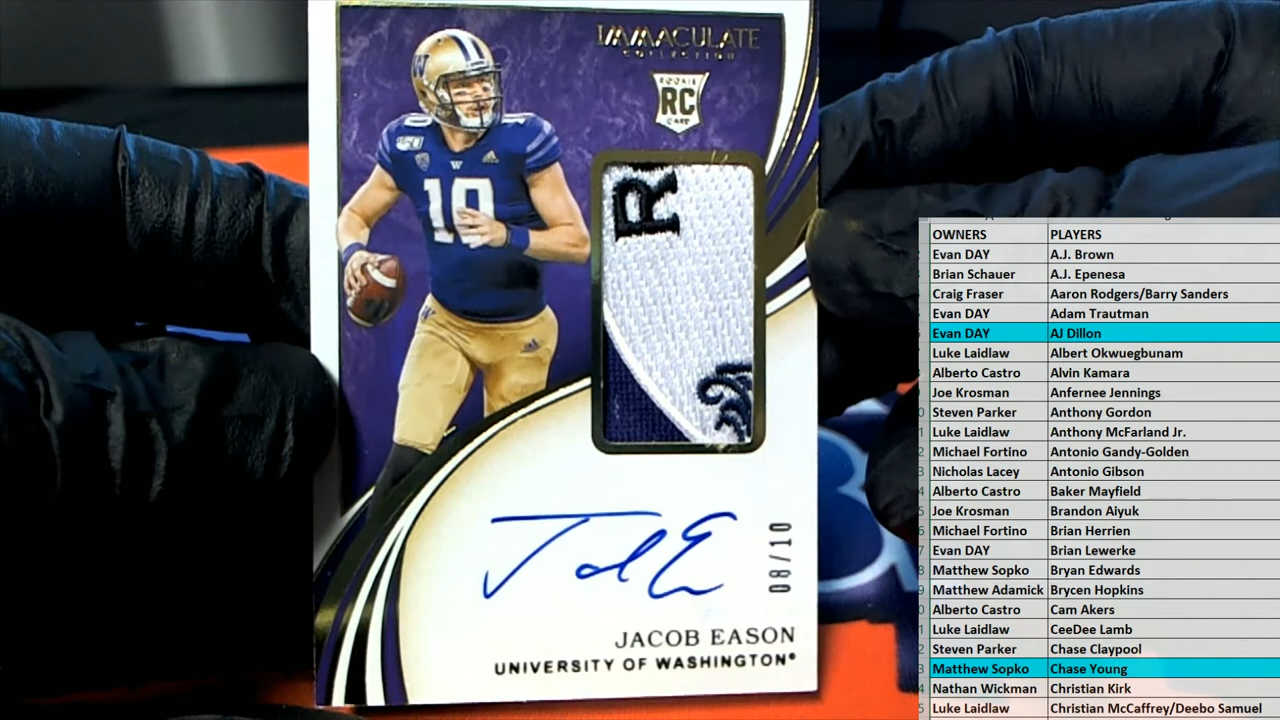 IMMACULATE
COLLECTION
ROOKIE
RC
CARD
W
150
W
10
10
R
08/10
JACOB EASON
UNIVERSITY OF WASHINGTON®
OWNERS PLAYERS
Evan DAY A.J. Brown
Brian Schauer A.J. Epenesa
Craig Fraser Aaron Rodgers/Barry Sanders
Evan DAY Adam Trautman
Evan DAY AJ Dillon
Luke Laidlaw Albert Okwuegbunam
Alberto Castro Alvin Kamara
Joe Krosman Anfernee Jennings
Steven Parker Anthony Gordon
Luke Laidlaw Anthony McFarland Jr.
Michael Fortino Antonio Gandy-Golden
Nicholas Lacey Antonio Gibson
Alberto Castro Baker Mayfield
Joe Krosman Brandon Aiyuk
Michael Fortino Brian Herrien
Evan DAY Brian Lewerke
Matthew Sopko Bryan Edwards
Matthew Adamick Brycen Hopkins
Alberto Castro Cam Akers
Luke Laidlaw CeeDee Lamb
Steven Parker Chase Claypool
Matthew Sopko Chase Young
Nathan Wickman Christian Kirk
Luke Laidlaw Christian McCaffrey/Deebo Samuel